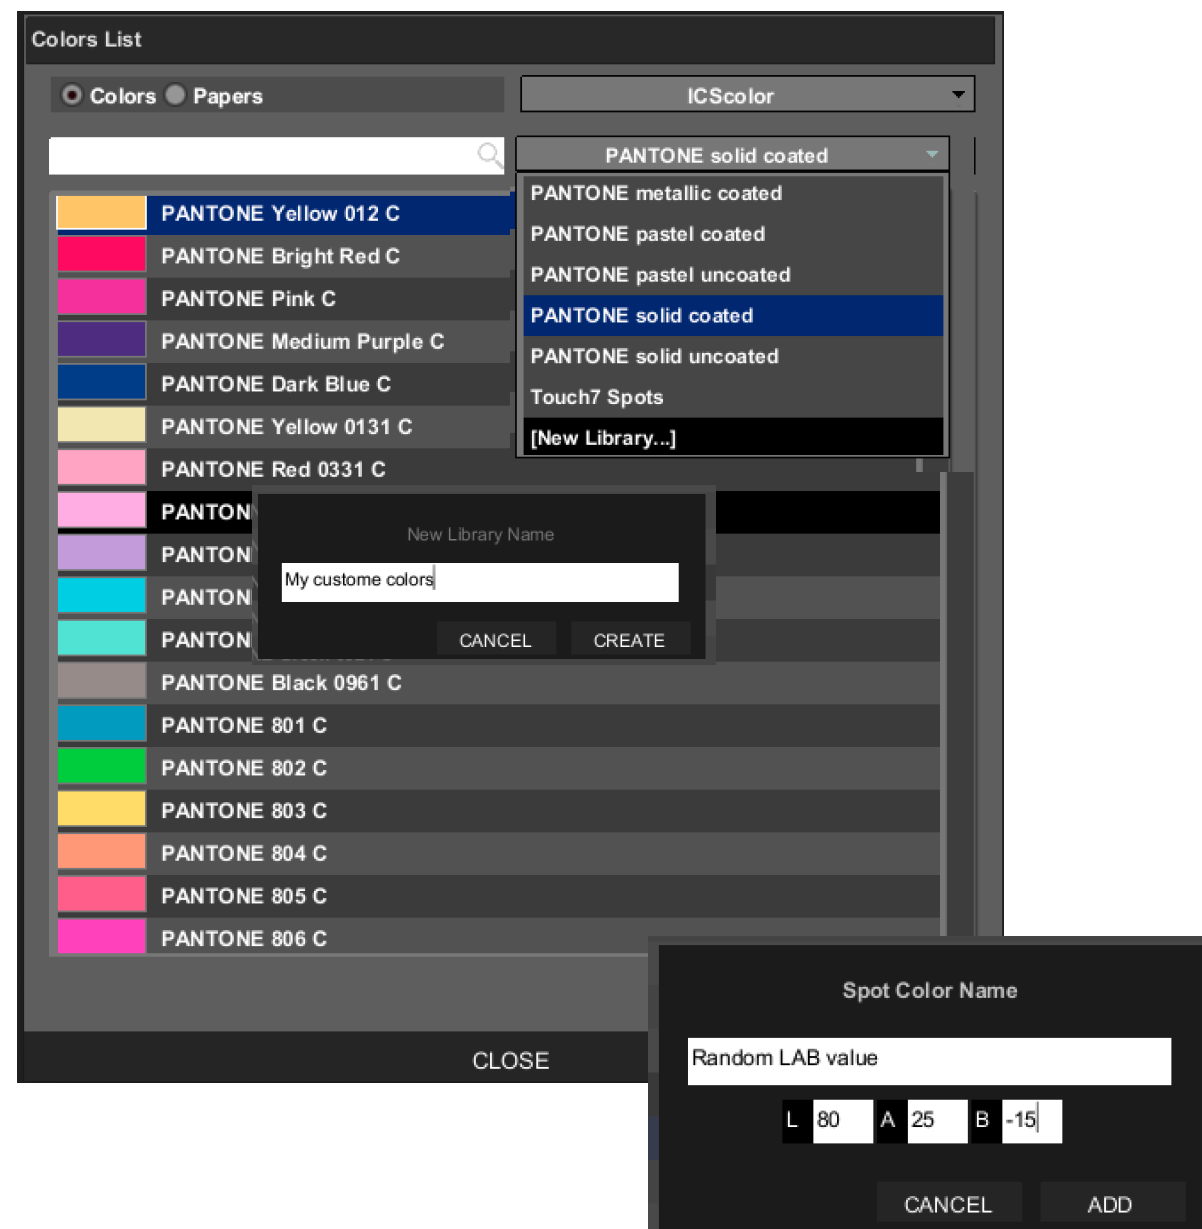 Colors List
Colors Papers
ICScolor
PANTONE solid coated
PANTONE metallic coated
PANTONE pastel coated
PANTONE pastel uncoated
PANTONE solid coated
PANTONE solid uncoated
Touch7 Spots
[New Library...]
PANTONE Yellow 012 C
PANTONE Bright Red C
PANTONE Pink C
PANTONE Medium Purple C
PANTONE Dark Blue C
PANTONE Yellow 0131 C
PANTONE Red 0331 C
PANTON
PANTON
PANTON
PANTON
PANTONE Black 0961 C
PANTONE 801 C
PANTONE 802 C
PANTONE 803 C
PANTONE 804 C
PANTONE 805 C
PANTONE 806 C
New Library Name
My custome colors
CANCEL CREATE
CLOSE
Spot Color Name
Random LAB value
L 80 A 25 B -15
CANCEL ADD